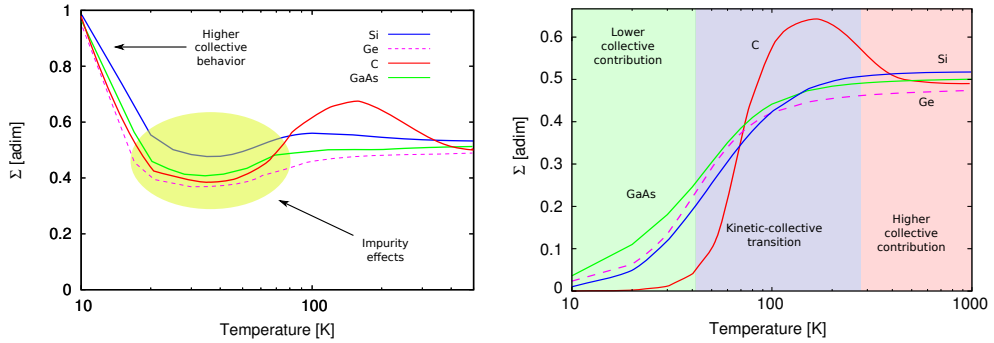 1
0.8
0.6
0.4
0.2
0
Σ [adim]
10
100
Temperature [K]
Higher
collective
behavior
Si
Ge
C
GaAs
Impurity
effects
0.6
0.5
0.4
0.3
0.2
0.1
0
Σ [adim]
10
100
1000
Temperature [K]
Lower
collective
contribution
C
Si
Ge
GaAs
Kinetic-collective
transition
Higher
collective
contribution